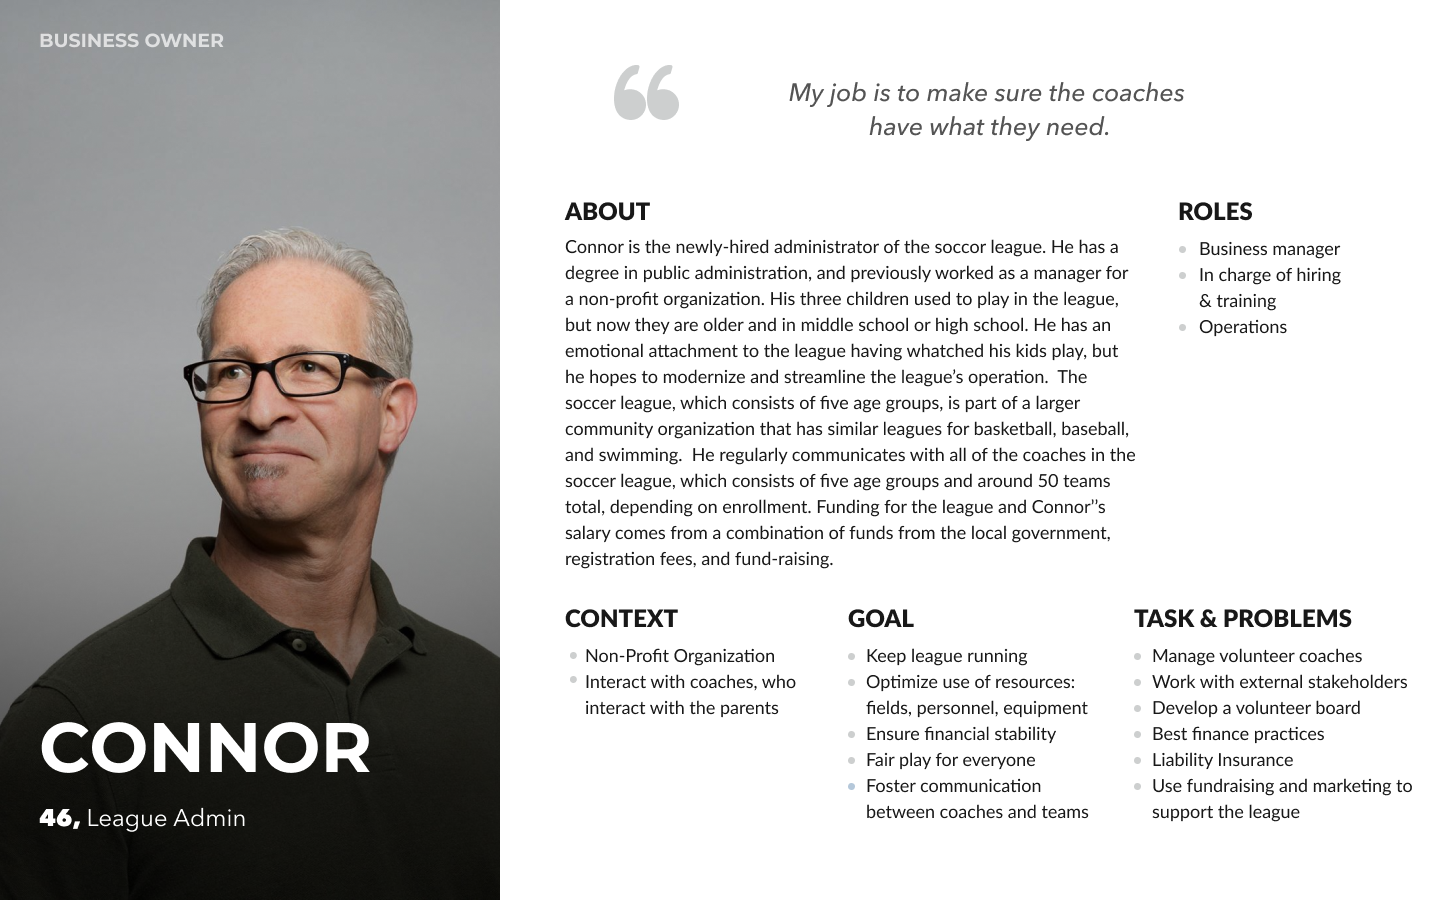 BUSINESS OWNER
CONNOR
46, League Admin
“
My job is to make sure the coaches
have what they need.
ABOUT
Connor is the newly-hired administrator of the soccor league. He has a
degree in public administration, and previously worked as a manager for
a non-profit organization. His three children used to play in the league,
but now they are older and in middle school or high school. He has an
emotional attachment to the league having whatched his kids play, but
he hopes to modernize and streamline the league’s operation.  The
soccer league, which consists of five age groups, is part of a larger
community organization that has similar leagues for basketball, baseball,
and swimming.  He regularly communicates with all of the coaches in the
soccer league, which consists of five age groups and around 50 teams
total, depending on enrollment. Funding for the league and Connor’'s
salary comes from a combination of funds from the local government,
registration fees, and fund-raising.
ROLES
• Business manager
• In charge of hiring
& training
• Operations
CONTEXT
• Non-Profit Organization
• Interact with coaches, who
interact with the parents
GOAL
• Keep league running
• Optimize use of resources:
fields, personnel, equipment
• Ensure financial stability
• Fair play for everyone
• Foster communication
between coaches and teams
TASK & PROBLEMS
• Manage volunteer coaches
• Work with external stakeholders
• Develop a volunteer board
• Best finance practices
• Liability Insurance
• Use fundraising and marketing to
support the league